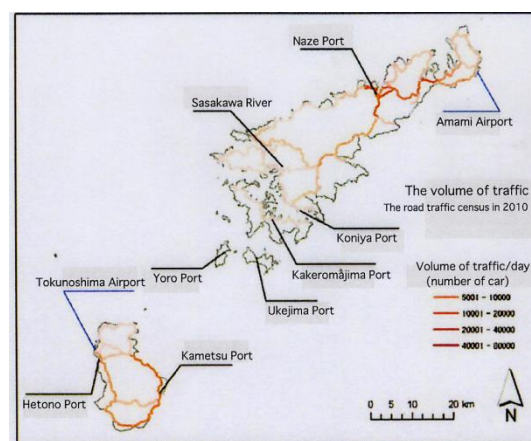 Naze Port
Sasakawa River
Amami Airport
The volume of traffic
The road traffic census in 2010
Koniya Port
Kakeromåjima Port
Yoro Port
Ukejima Port
Tokunoshima Airport
Kametsu Port
Hetono Port
Volume of traffic/day
(number of car)
5001 - 10000
10001 - 20000
20001 - 40000
40001 - 80000
0 5 10 20 km
N